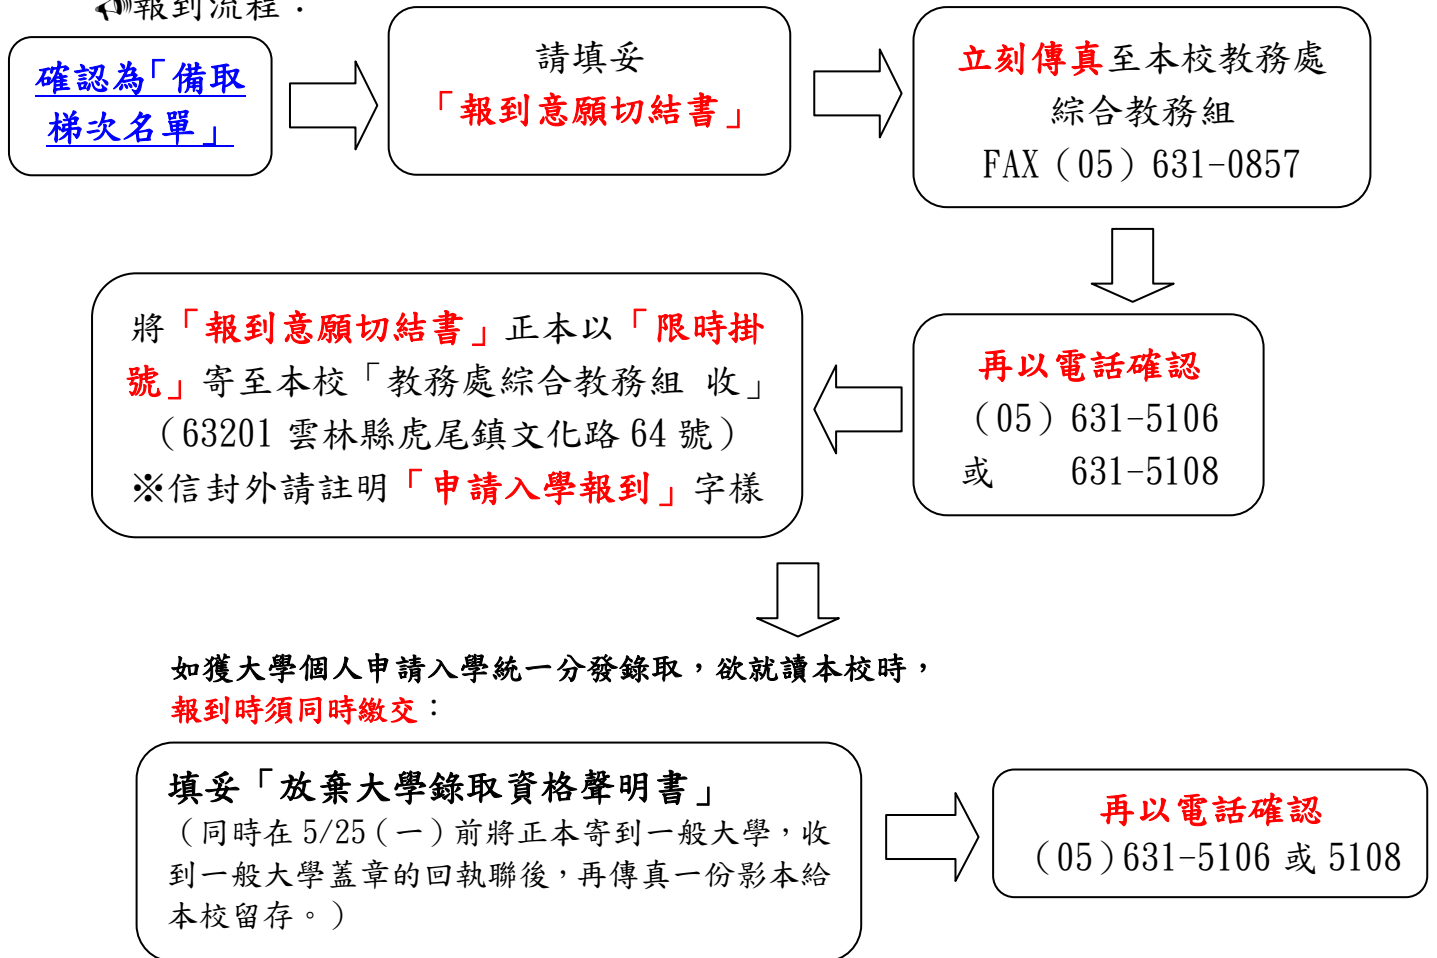 報到流程：
確認為「備取
梯次名單」
請填妥
「報到意願切結書」
立刻傳真至本校教務處
綜合教務組
FAX（05）631-0857
再以電話確認
（05）631-5106
或 631-5108
將「報到意願切結書」正本以「限時掛
號」寄至本校「教務處綜合教務組 收」
（63201 雲林縣虎尾鎮文化路 64 號）
※信封外請註明「申請入學報到」字樣
如獲大學個人申請入學統一分發錄取，欲就讀本校時，
報到時須同時繳交：
填妥「放棄大學錄取資格聲明書」
（同時在 5/25（一）前將正本寄到一般大學，收
到一般大學蓋章的回執聯後，再傳真一份影本給
本校留存。）
再以電話確認
（05）631-5106 或 5108